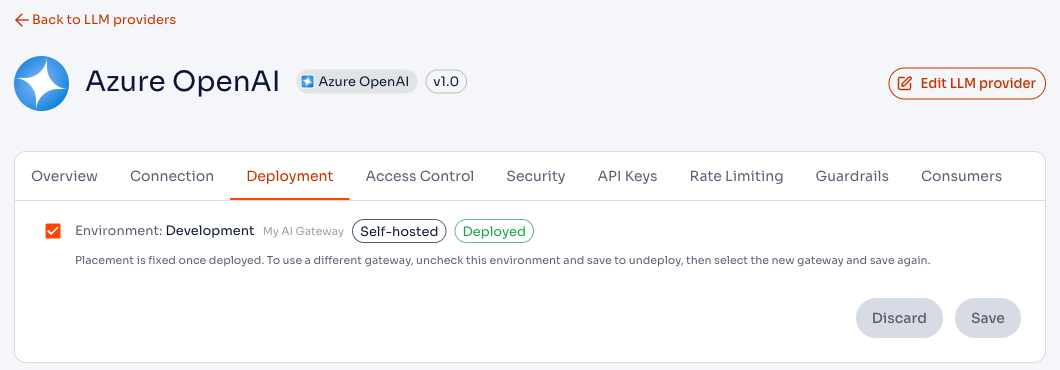 Back to LLM providers
Azure OpenAI Azure OpenAI v1.0
Edit LLM provider
Overview Connection Deployment Access Control Security API Keys Rate Limiting Guardrails Consumers
Environment: Development My AI Gateway Self-hosted Deployed
Placement is fixed once deployed. To use a different gateway, uncheck this environment and save to undeploy, then select the new gateway and save again.
Discard Save